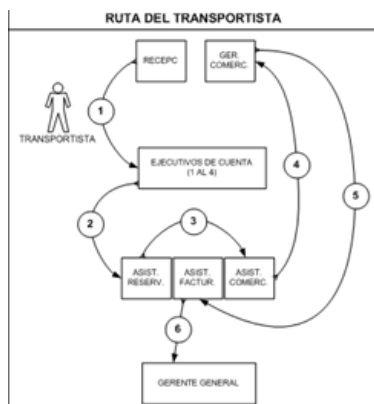 RUTA DEL TRANSPORTISTA
RECEPC
GER.
COMERC.
1
TRANSPORTISTA
EJECUTIVOS DE CUENTA
(1 AL 4)
4
5
2
3
ASIST.
RESERV.
ASIST.
FACTUR.
ASIST.
COMERC.
6
GERENTE GENERAL